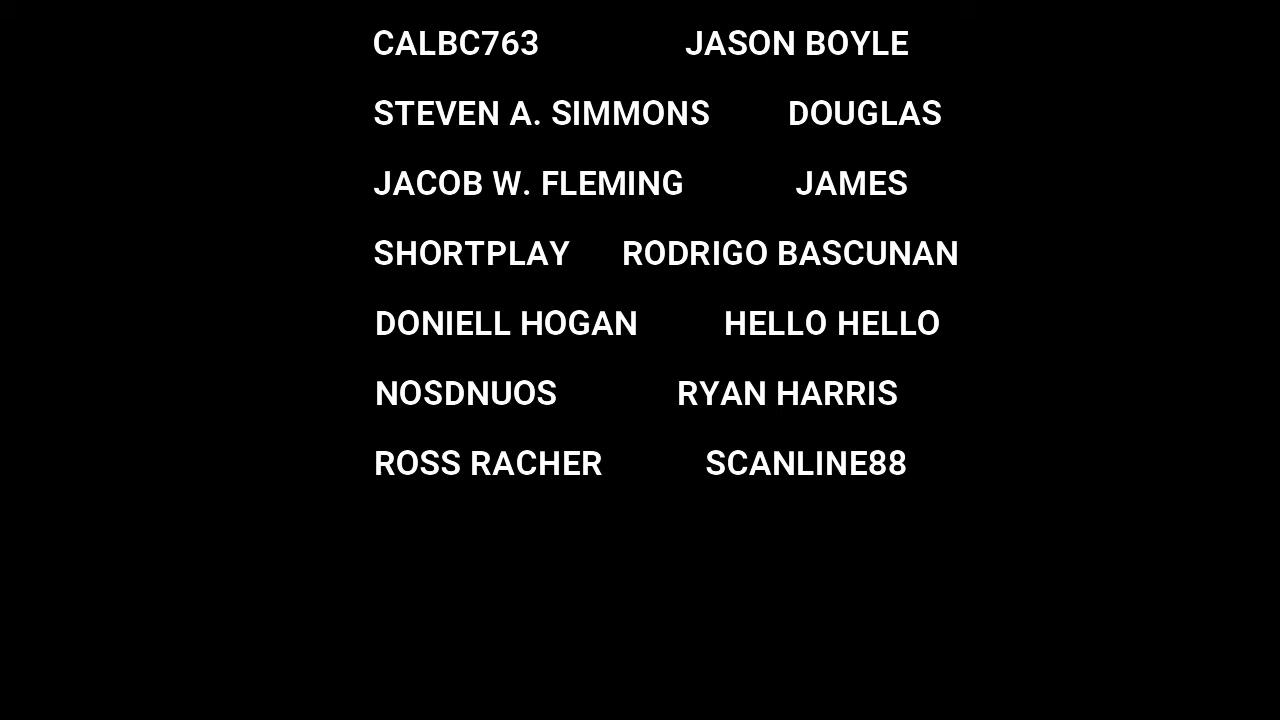 CALBC763 JASON BOYLE
STEVEN A. SIMMONS DOUGLAS
JACOB W. FLEMING JAMES
SHORTPLAY RODRIGO BASCUNAN
DONIELL HOGAN HELLO HELLO
NOSDNUOS RYAN HARRIS
ROSS RACHER SCANLINE88